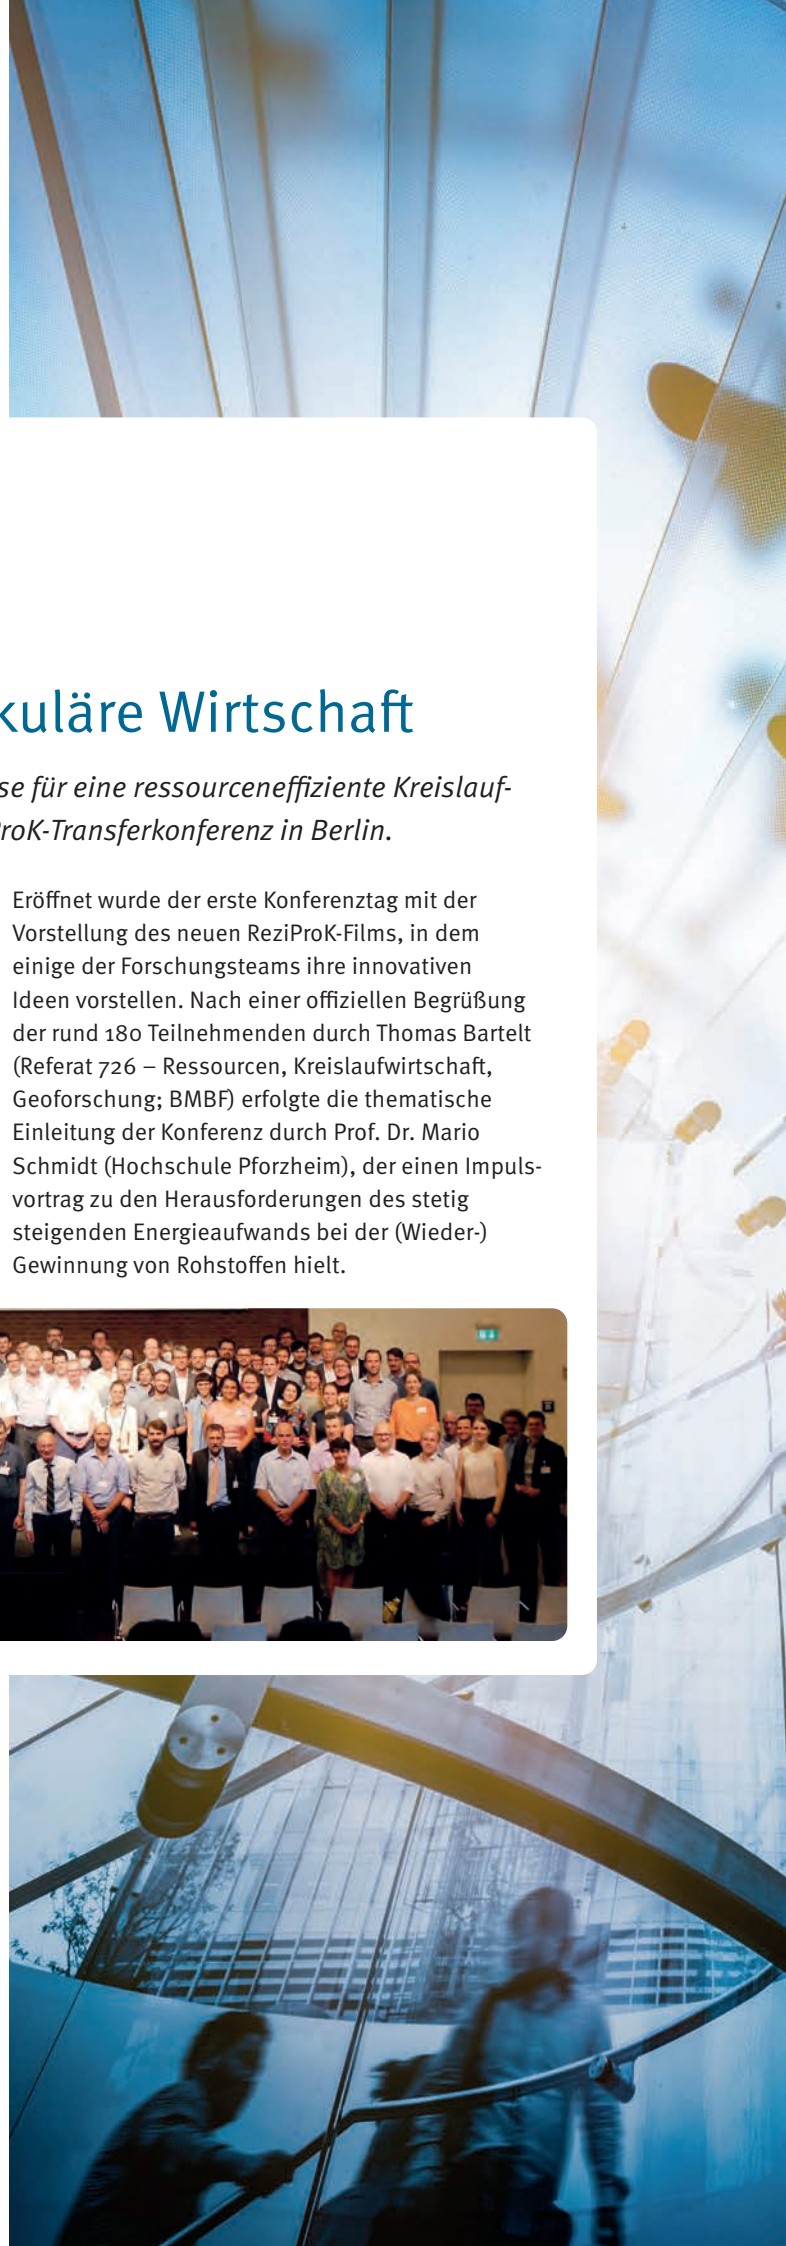 kuläre Wirtschaft
se für eine ressourceneffiziente Kreislauf-
ProK-Transferkonferenz in Berlin.
Eröffnet wurde der erste Konferenztag mit der
Vorstellung des neuen ReziProK-Films, in dem
einige der Forschungsteams ihre innovativen
Ideen vorstellen. Nach einer offiziellen Begrüßung
der rund 180 Teilnehmenden durch Thomas Bartelt
(Referat 726 – Ressourcen, Kreislaufwirtschaft,
Geoforschung; BMBF) erfolgte die thematische
Einleitung der Konferenz durch Prof. Dr. Mario
Schmidt (Hochschule Pforzheim), der einen Impuls-
vortrag zu den Herausforderungen des stetig
steigenden Energieaufwands bei der (Wieder-)
Gewinnung von Rohstoffen hielt.